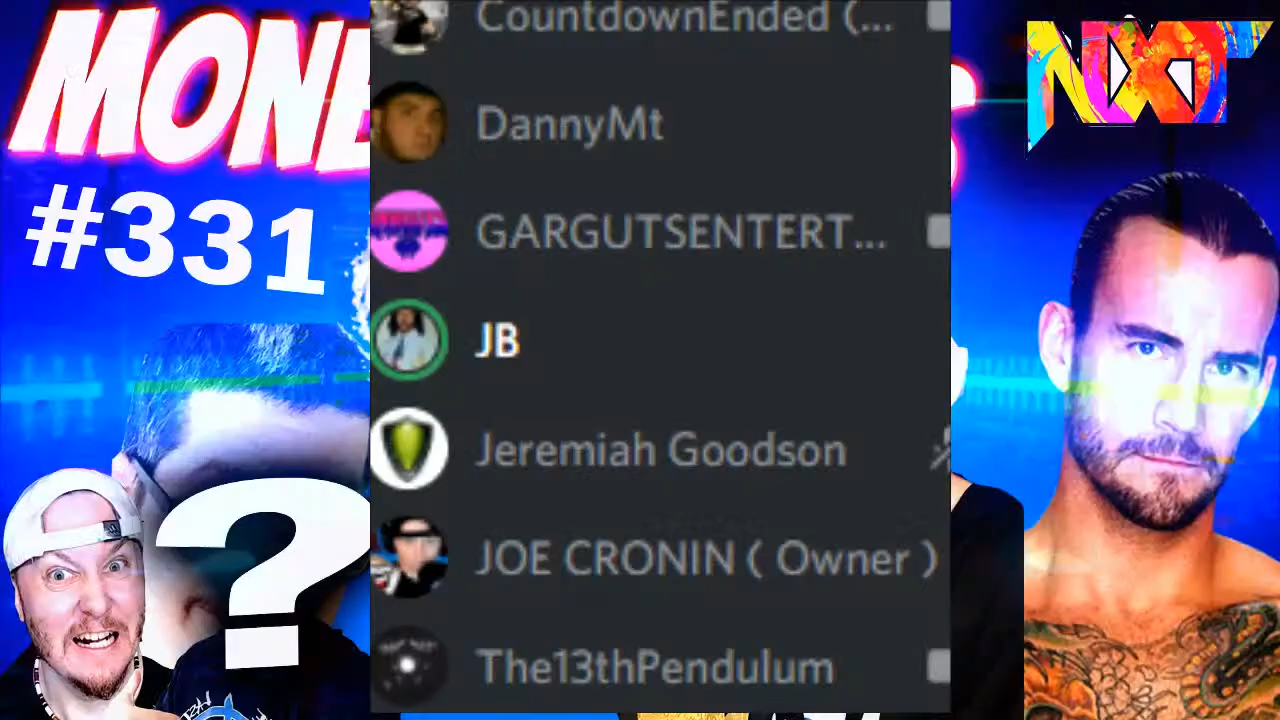 MONE
#331
CountdownEnded (...
DannyMt
GARGUTSENTERT...
JB
Jeremiah Goodson
JOE CRONIN ( Owner )
The13thPendulum
?
NXT